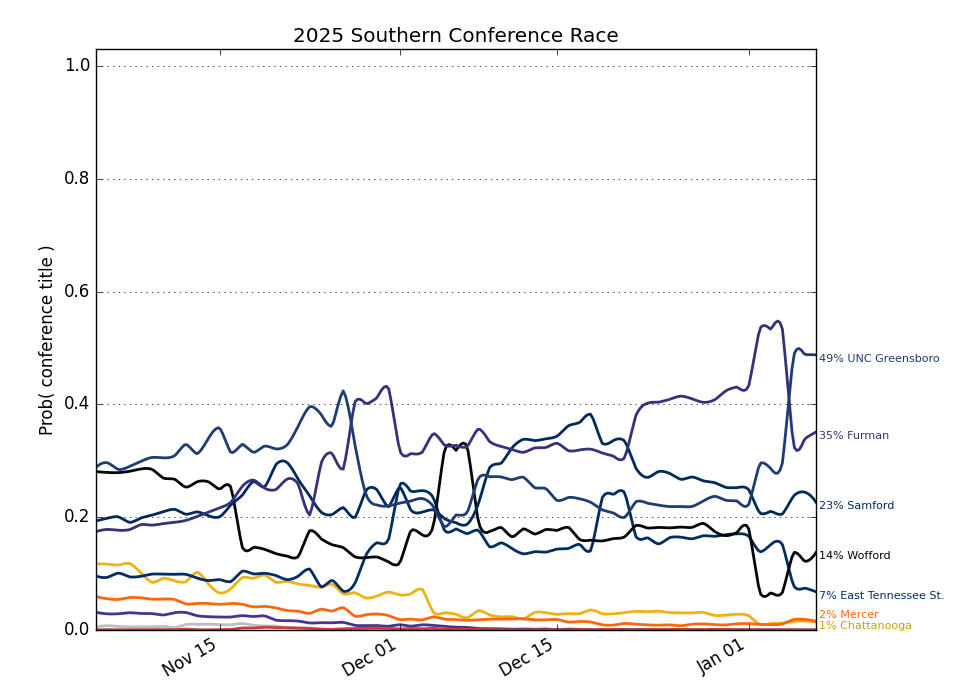 2025 Southern Conference Race
Prob( conference title )
1.0
0.8
0.6
0.4
0.2
0.0
Nov 15
Dec 01
Dec 15
Jan 01
49% UNC Greensboro
35% Furman
23% Samford
14% Wofford
7% East Tennessee St.
2% Mercer
1% Chattanooga